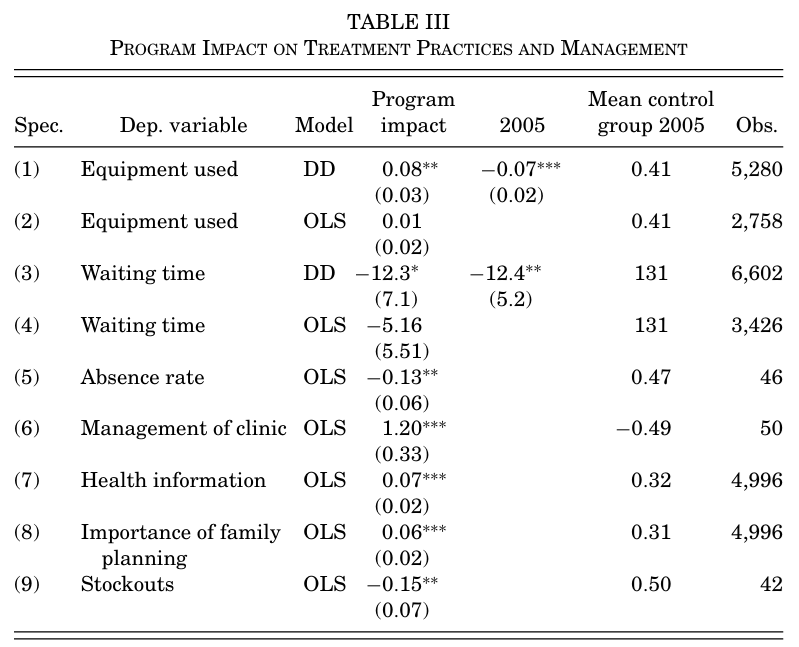 TABLE III
PROGRAM IMPACT ON TREATMENT PRACTICES AND MANAGEMENT
Program Mean control
Spec. Dep. variable Model impact 2005 group 2005 Obs.
(1) Equipment used DD 0.08** −0.07*** 0.41 5,280
(0.03) (0.02)
(2) Equipment used OLS 0.01 0.41 2,758
(0.02)
(3) Waiting time DD −12.3* −12.4** 131 6,602
(7.1) (5.2)
(4) Waiting time OLS −5.16 131 3,426
(5.51)
(5) Absence rate OLS −0.13** 0.47 46
(0.06)
(6) Management of clinic OLS 1.20*** −0.49 50
(0.33)
(7) Health information OLS 0.07*** 0.32 4,996
(0.02)
(8) Importance of family OLS 0.06*** 0.31 4,996
planning (0.02)
(9) Stockouts OLS −0.15** 0.50 42
(0.07)